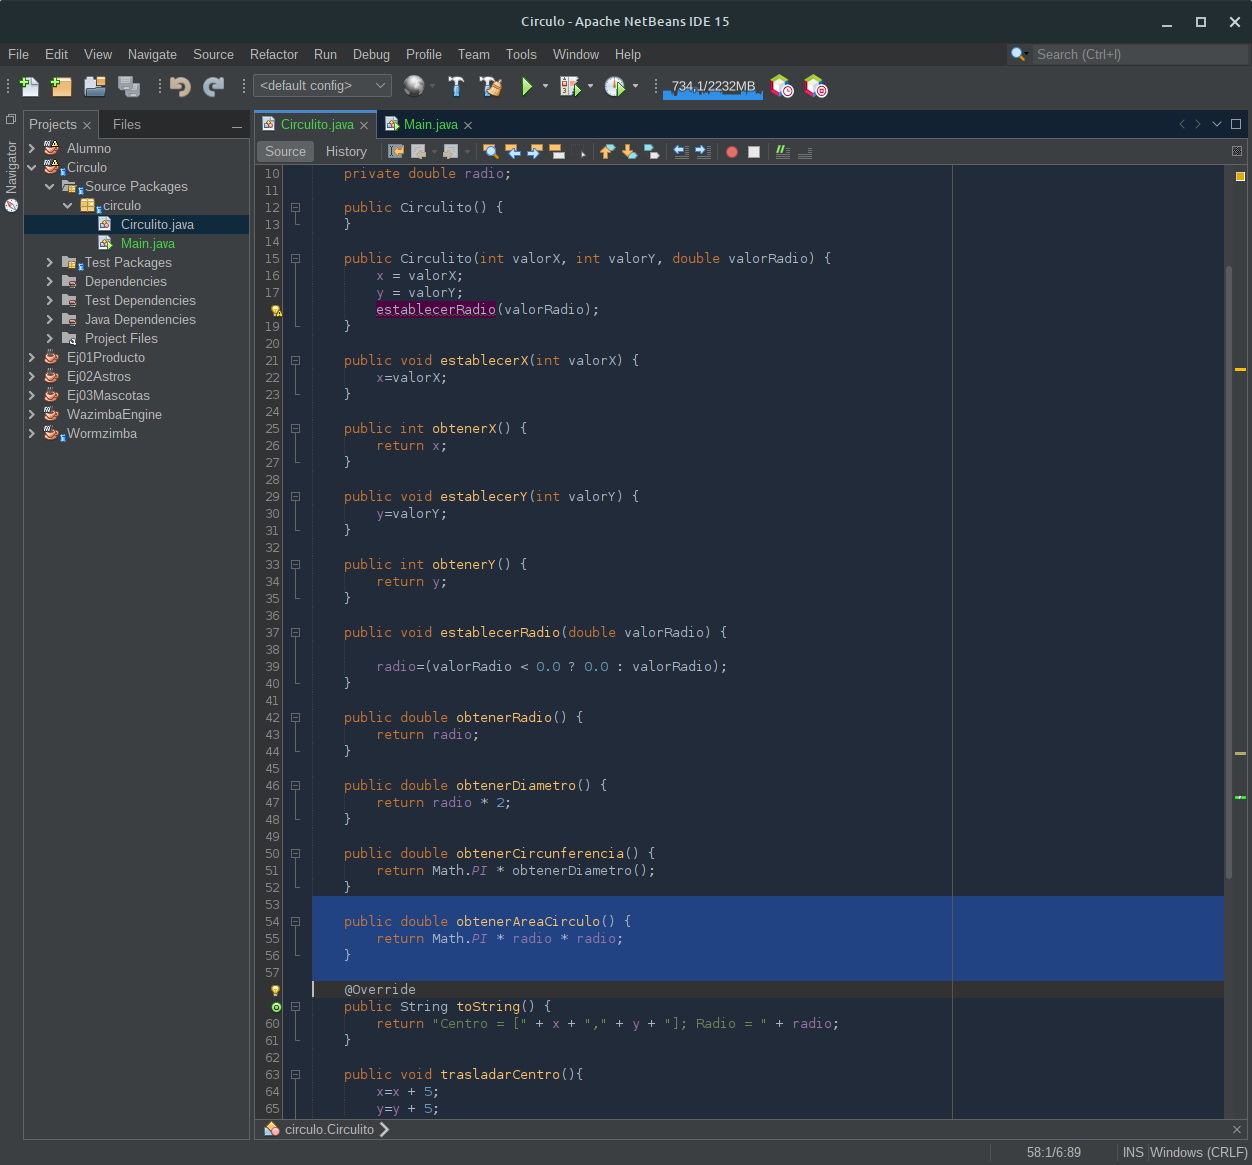 Circulo - Apache NetBeans IDE 15
File Edit View Navigate Source Refactor Run Debug Profile Team Tools Window Help
Search (Ctrl+I)
<default config>
734,1/2232MB
Projects Files
Navigator
Alumno
Circulo
Source Packages
circulo
Circulito.java
Main.java
Test Packages
Dependencies
Test Dependencies
Java Dependencies
Project Files
Ej01Producto
Ej02Astros
Ej03Mascotas
WazimbaEngine
Wormzimba
Circulito.java Main.java
Source History
10 private double radio;
11
12 public Circulito() {
13 }
14
15 public Circulito(int valorX, int valorY, double valorRadio) {
16 x = valorX;
17 y = valorY;
establecerRadio(valorRadio);
19 }
20
21 public void establecerX(int valorX) {
22 x=valorX;
23 }
24
25 public int obtenerX() {
26 return x;
27 }
28
29 public void establecerY(int valorY) {
30 y=valorY;
31 }
32
33 public int obtenerY() {
34 return y;
35 }
36
37 public void establecerRadio(double valorRadio) {
38
39 radio=(valorRadio < 0.0 ? 0.0 : valorRadio);
40 }
41
42 public double obtenerRadio() {
43 return radio;
44 }
45
46 public double obtenerDiametro() {
47 return radio * 2;
48 }
49
50 public double obtenerCircunferencia() {
51 return Math.PI * obtenerDiametro();
52 }
53
54 public double obtenerAreaCirculo() {
55 return Math.PI * radio * radio;
56 }
57
@Override
public String toString() {
60 return "Centro = [" + x + "," + y + "]; Radio = " + radio;
61 }
62
63 public void trasladarCentro(){
64 x=x + 5;
65 y=y + 5;
circulo.Circulito
58:1/6:89 INS Windows (CRLF)